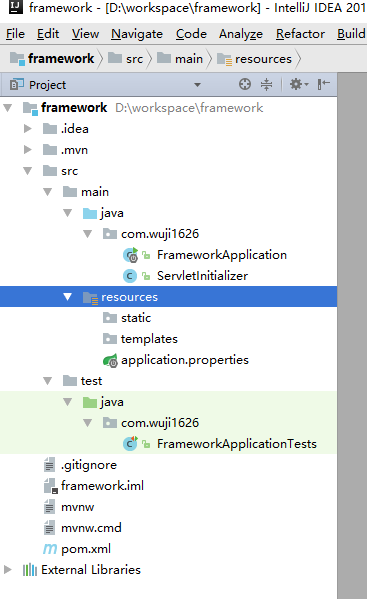 framework - [D:\workspace\framework] - IntelliJ IDEA 201
File Edit View Navigate Code Analyze Refactor Build
framework src main resources
Project
framework D:\workspace\framework
.idea
.mvn
src
main
java
com.wuji1626
FrameworkApplication
ServletInitializer
resources
static
templates
application.properties
test
java
com.wuji1626
FrameworkApplicationTests
.gitignore
framework.iml
mvnw
mvnw.cmd
pom.xml
External Libraries